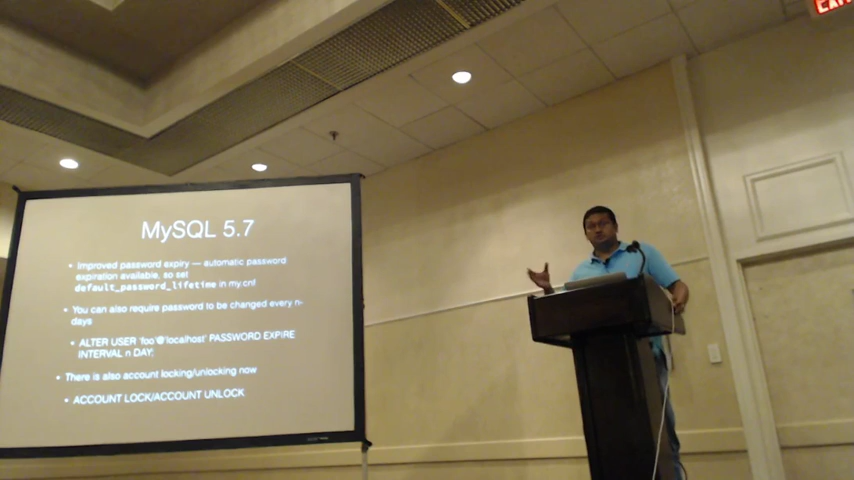 MySQL 5.7
• Improved password expiry — automatic password
expiration available, so set
default_password_lifetime in my.cnf
• You can also require password to be changed every n-
days
• ALTER USER 'foo'@'localhost' PASSWORD EXPIRE
INTERVAL n DAY;
• There is also account locking/unlocking now
• ACCOUNT LOCK/ACCOUNT UNLOCK
EXIT